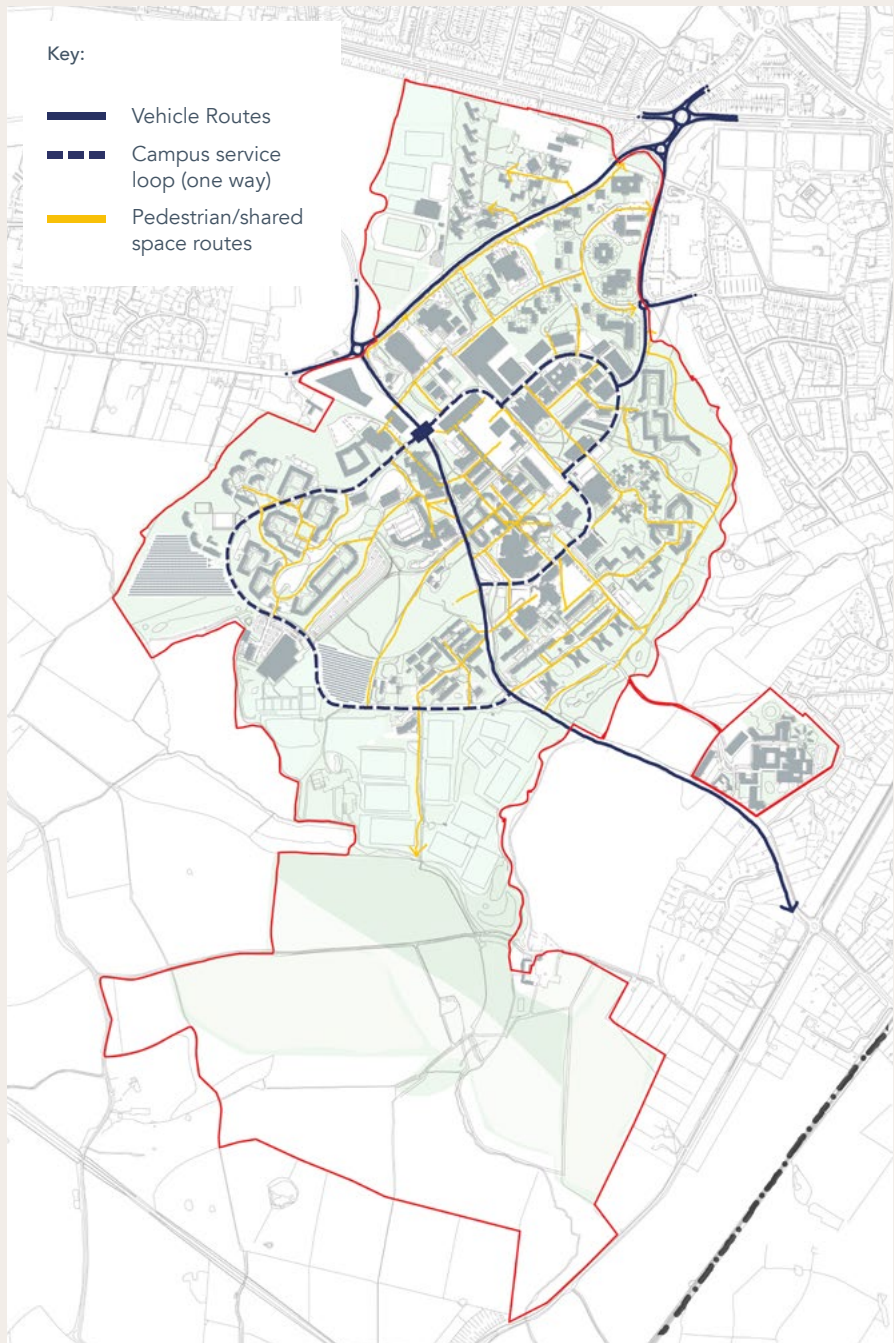 Key:
Vehicle Routes
Campus service
loop (one way)
Pedestrian/shared
space routes